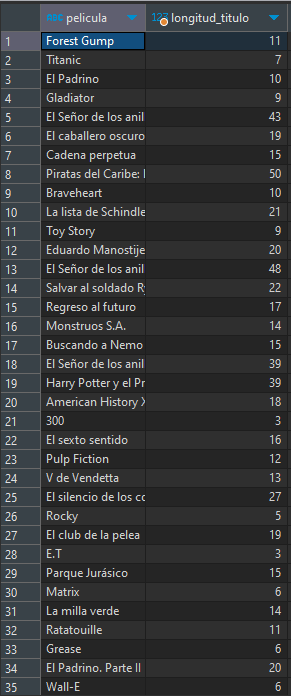 pelicula longitud_titulo
1 Forest Gump 11
2 Titanic 7
3 El Padrino 10
4 Gladiator 9
5 El Señor de los anil 43
6 El caballero oscuro 19
7 Cadena perpetua 15
8 Piratas del Caribe: 50
9 Braveheart 10
10 La lista de Schindle 21
11 Toy Story 9
12 Eduardo Manostije 20
13 El Señor de los anil 48
14 Salvar al soldado Ry 22
15 Regreso al futuro 17
16 Monstruos S.A. 14
17 Buscando a Nemo 15
18 El Señor de los anil 39
19 Harry Potter y el Pr 39
20 American History X 18
21 300 3
22 El sexto sentido 16
23 Pulp Fiction 12
24 V de Vendetta 13
25 El silencio de los co 27
26 Rocky 5
27 El club de la pelea 19
28 E.T 3
29 Parque Jurásico 15
30 Matrix 6
31 La milla verde 14
32 Ratatouille 11
33 Grease 6
34 El Padrino. Parte II 20
35 Wall-E 6